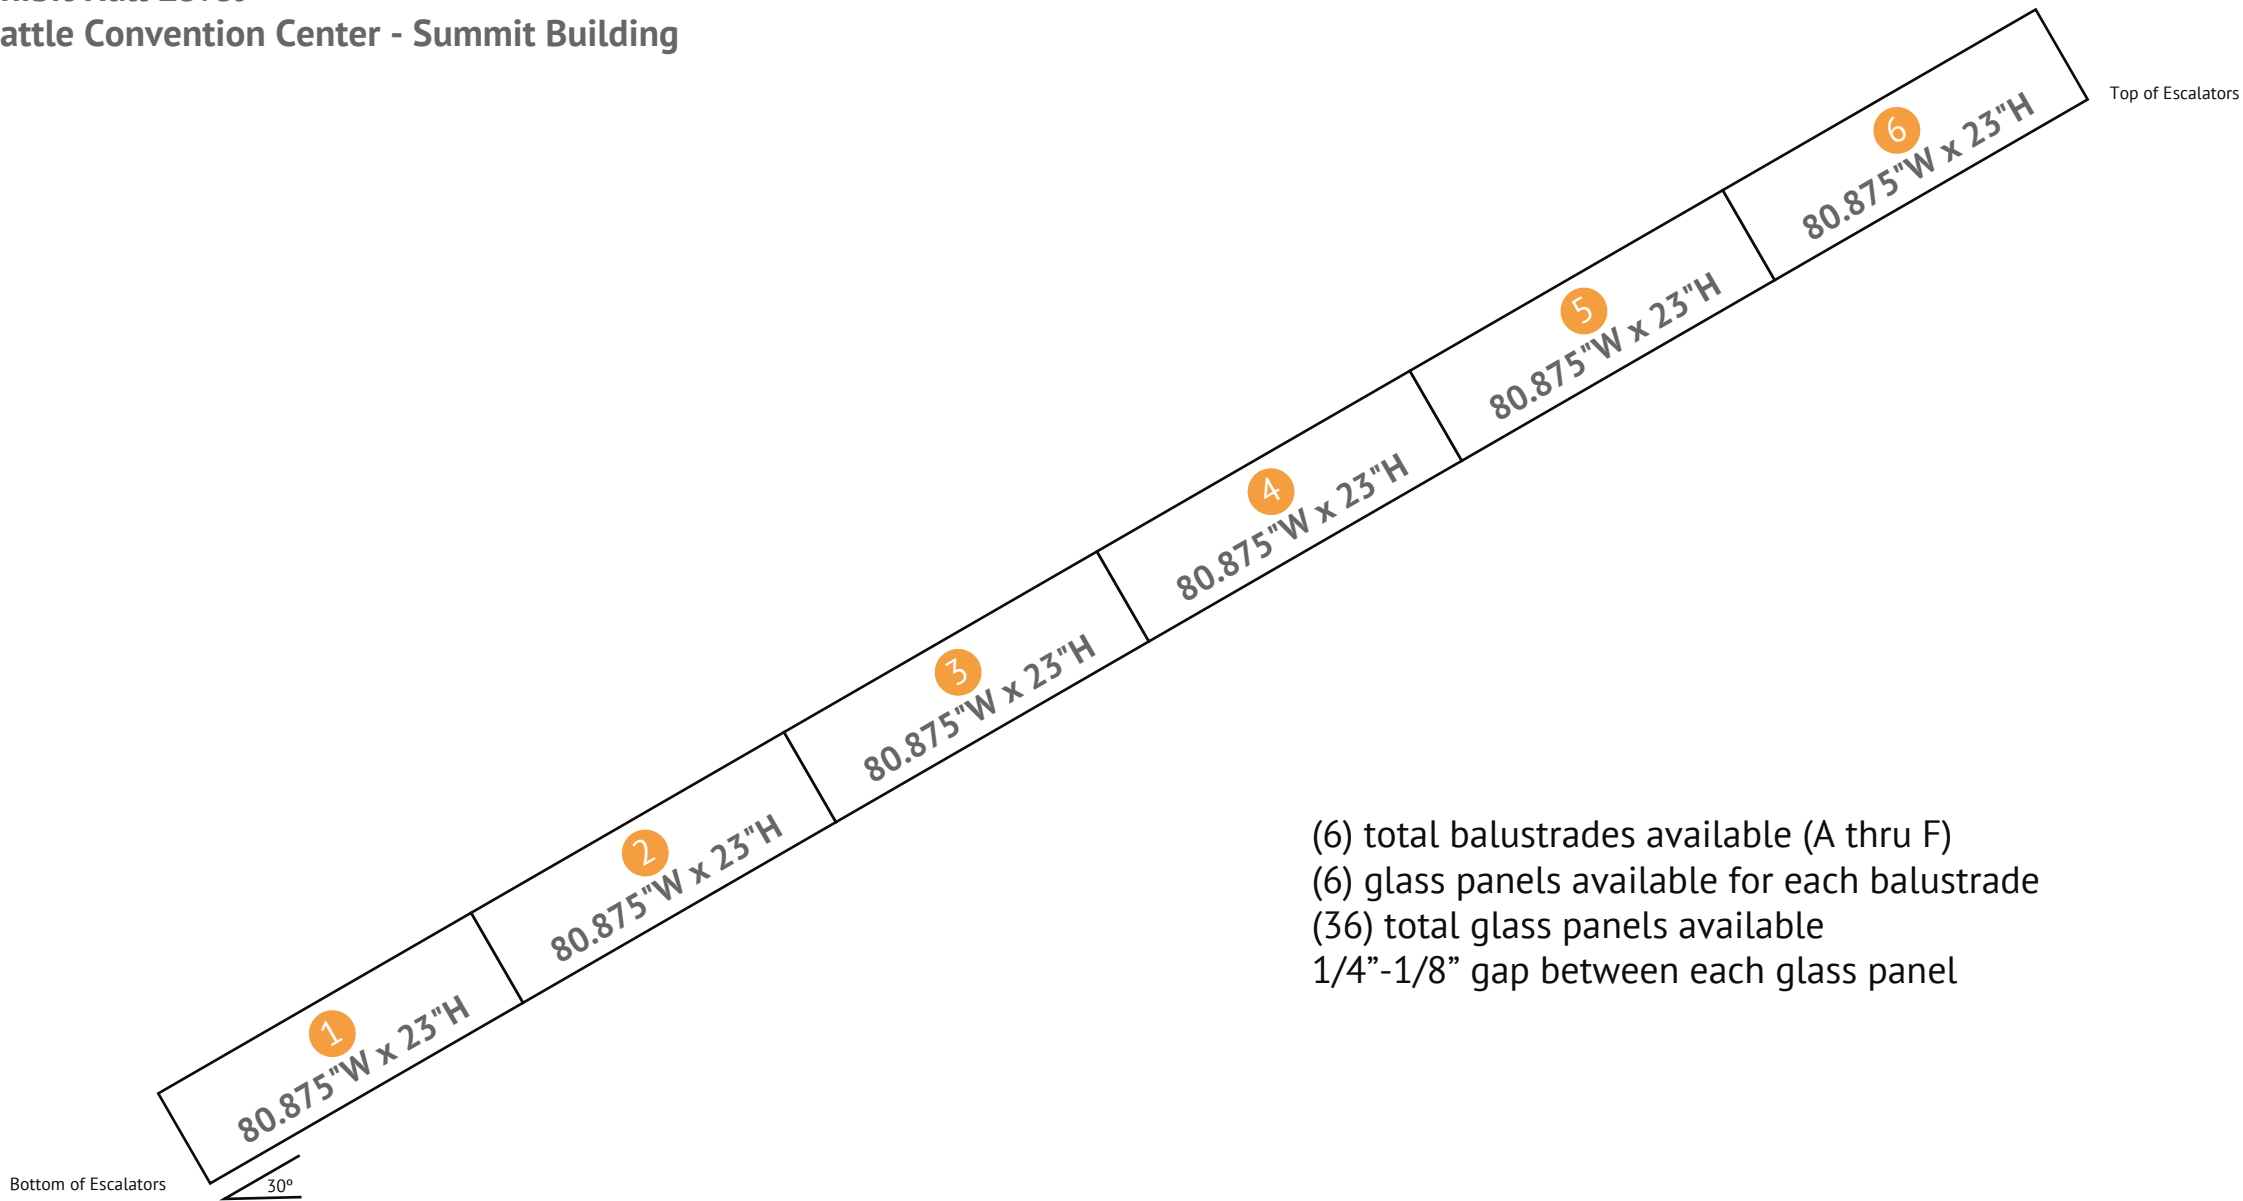 attle Convention Center - Summit Building
Top of Escalators
6
80.875"W x 23"H
5
80.875"W x 23"H
4
80.875"W x 23"H
3
80.875"W x 23"H
2
80.875"W x 23"H
1
80.875"W x 23"H
(6) total balustrades available (A thru F)
(6) glass panels available for each balustrade
(36) total glass panels available
1/4”-1/8” gap between each glass panel
Bottom of Escalators
30º